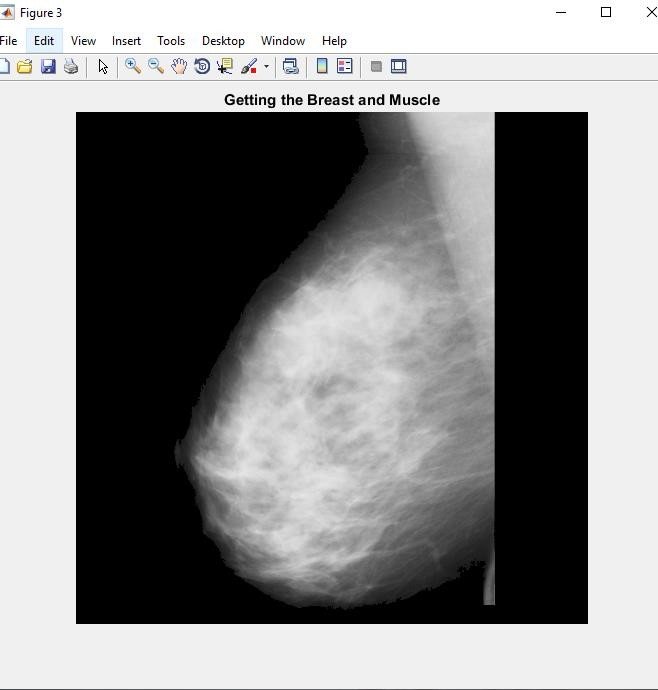 Figure 3
File Edit View Insert Tools Desktop Window Help
Getting the Breast and Muscle